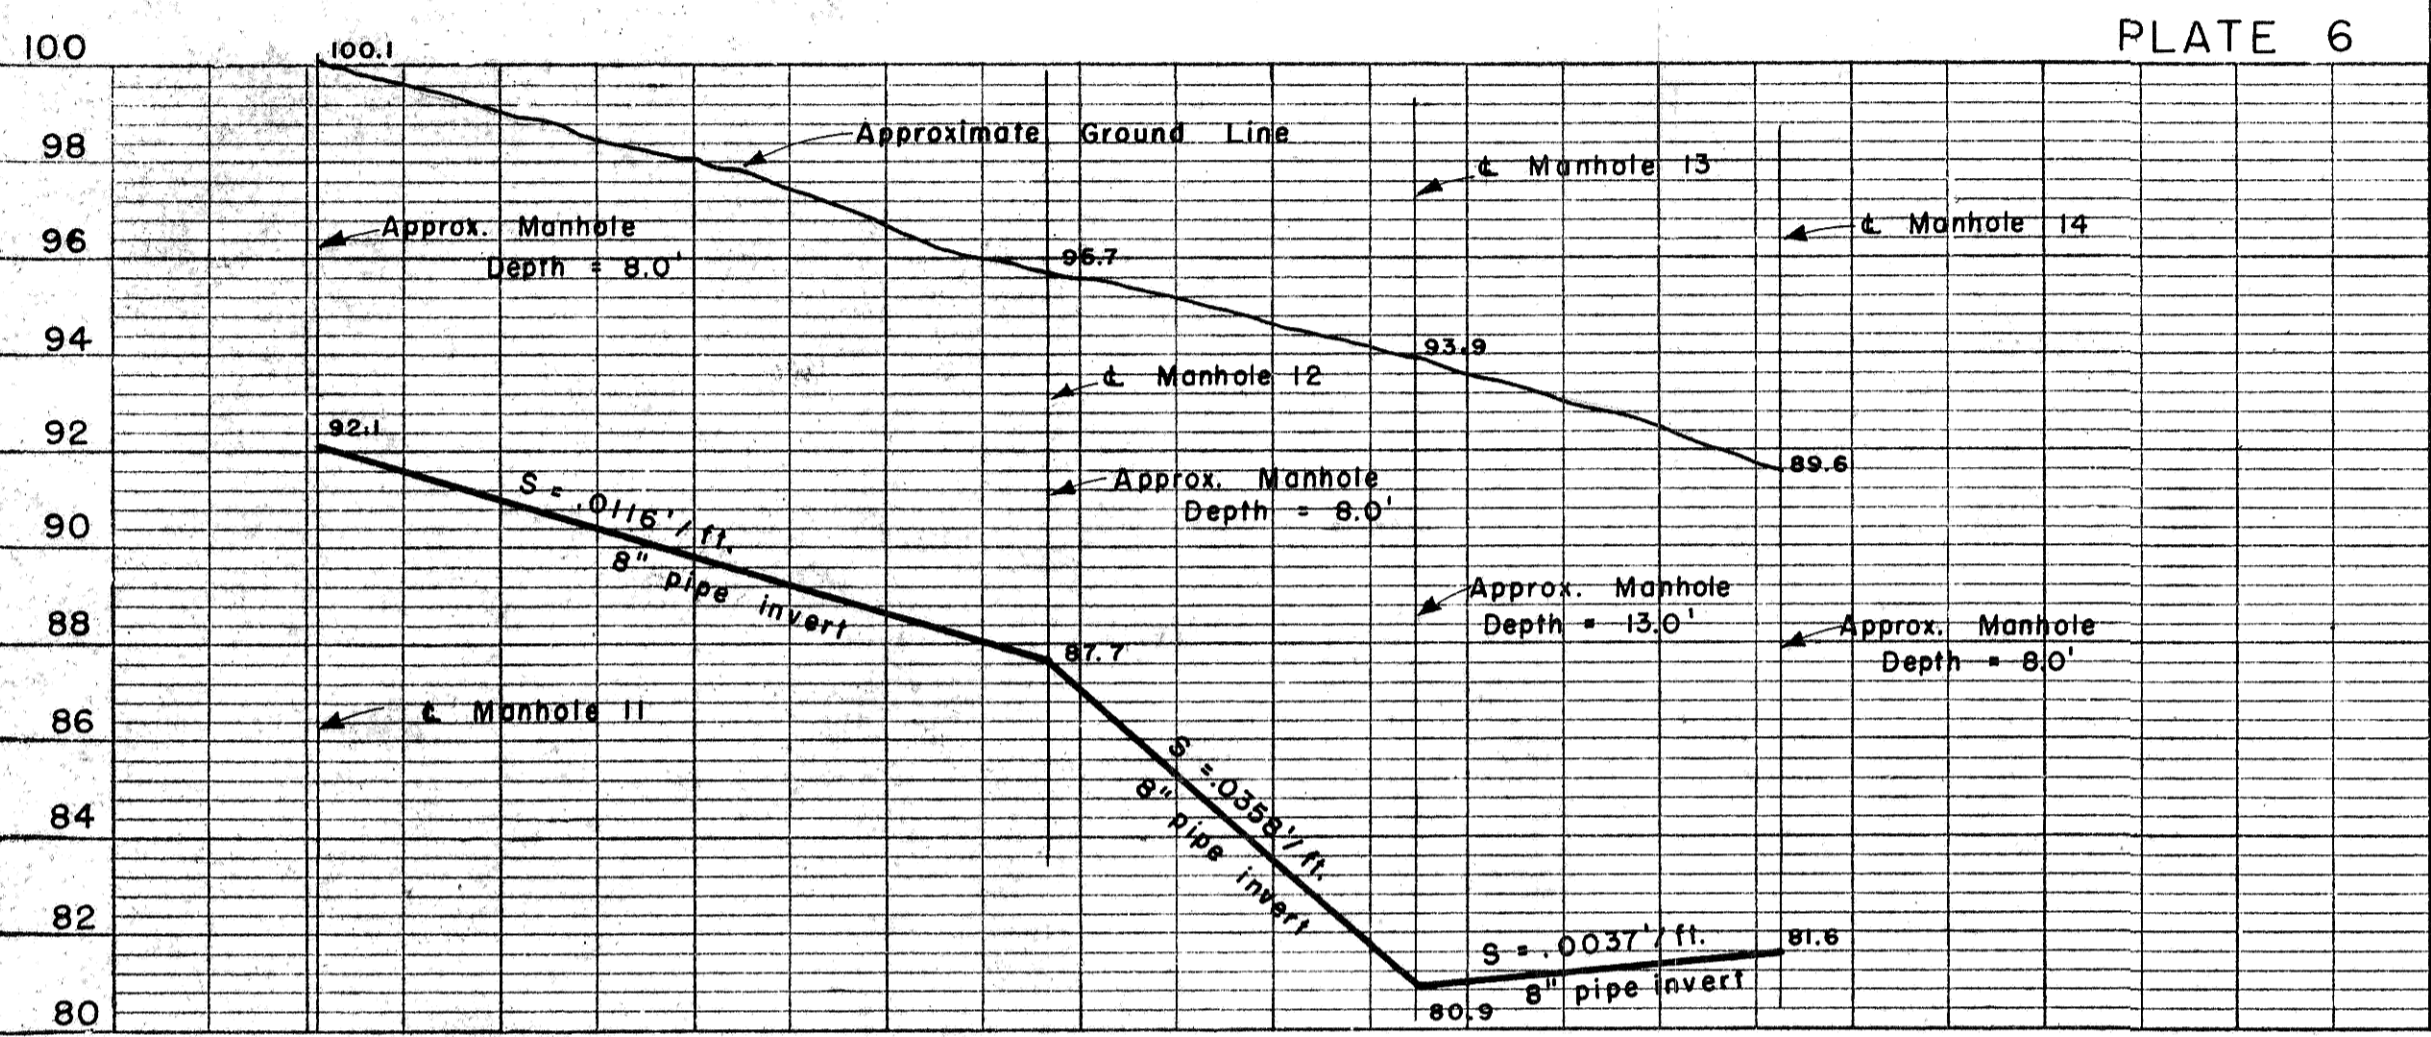 PLATE 6
100
100.1
98
Approximate Ground Line
℄ Manhole 13
96
Approx. Manhole
Depth = 8.0'
℄ Manhole 14
95.7
94
93.9
℄ Manhole 12
92
92.1
89.6
S = .0116'/ft.
8" pipe invert
Approx. Manhole
Depth = 8.0'
90
Approx. Manhole
Depth = 13.0'
88
87.7
Approx. Manhole
Depth = 8.0'
86
℄ Manhole 11
S = .0358'/ft.
8" pipe invert
84
82
S = .0037'/ft.
8" pipe invert
81.6
80
80.9